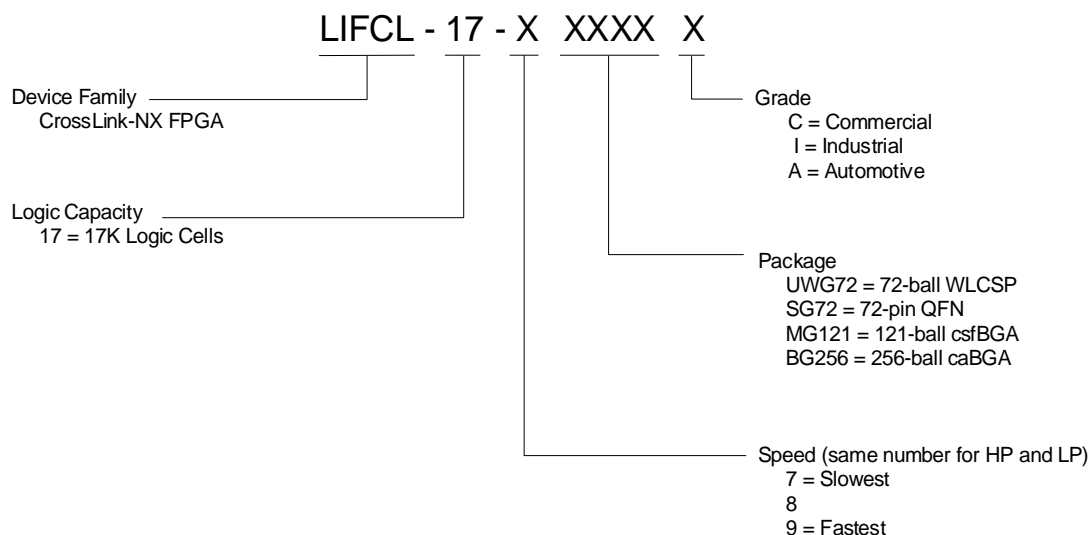 LIFCL - 17 - X XXXX X
Device Family
CrossLink-NX FPGA
Logic Capacity
17 = 17K Logic Cells
Grade
C = Commercial
I = Industrial
A = Automotive
Package
UWG72 = 72-ball WLCSP
SG72 = 72-pin QFN
MG121 = 121-ball csfBGA
BG256 = 256-ball caBGA
Speed (same number for HP and LP)
7 = Slowest
8
9 = Fastest